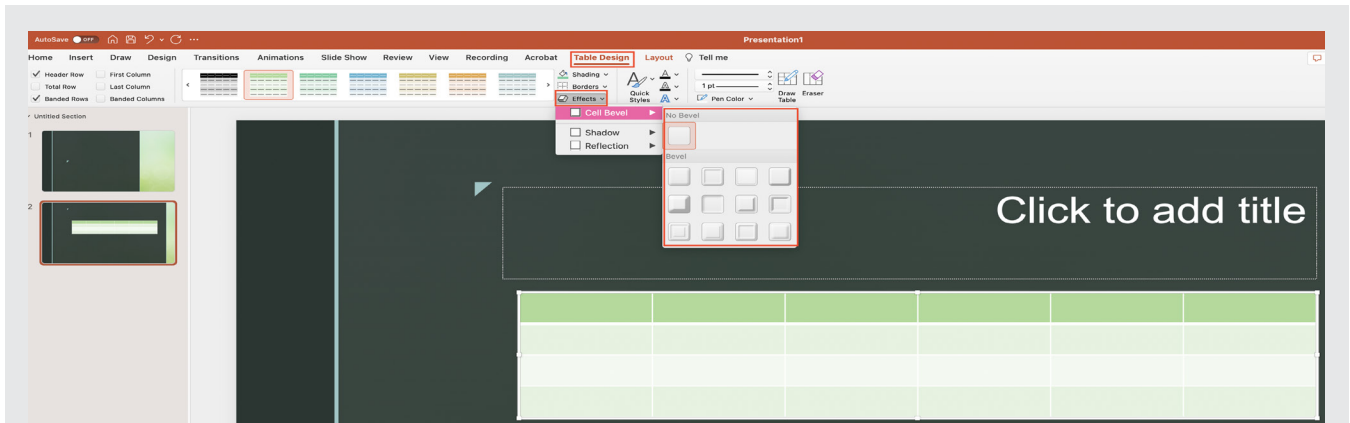 AutoSave OFF ... Presentation1
Home Insert Draw Design Transitions Animations Slide Show Review View Recording Acrobat Table Design Layout Tell me
Header Row First Column
Total Row Last Column
Banded Rows Banded Columns
Shading
Borders
Effects
Quick
Styles
1 pt
Pen Color
Draw
Table
Eraser
Untitled Section
Cell Bevel
Shadow
Reflection
No Bevel
Bevel
1
2
Click to add title